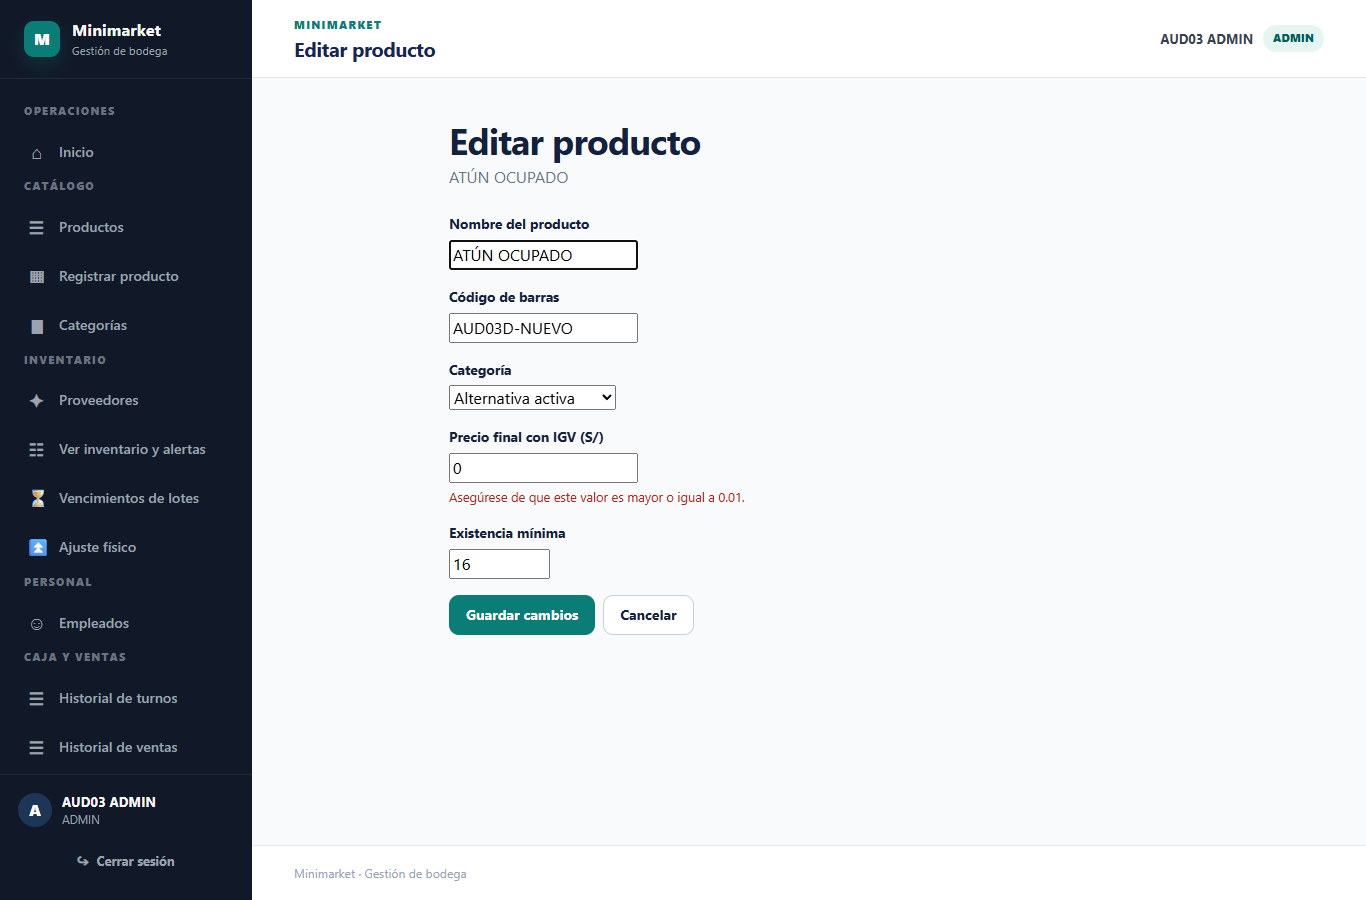 M
Minimarket
Gestión de bodega
OPERACIONES
Inicio
CATÁLOGO
Productos
Registrar producto
Categorías
INVENTARIO
Proveedores
Ver inventario y alertas
Vencimientos de lotes
Ajuste físico
PERSONAL
Empleados
CAJA Y VENTAS
Historial de turnos
Historial de ventas
A
AUD03 ADMIN
ADMIN
Cerrar sesión
MINIMARKET
Editar producto
AUD03 ADMIN
ADMIN
Editar producto
ATÚN OCUPADO
Nombre del producto
ATÚN OCUPADO
Código de barras
AUD03D-NUEVO
Categoría
Alternativa activa
Precio final con IGV (S/)
0
Asegúrese de que este valor es mayor o igual a 0.01.
Existencia mínima
16
Guardar cambios
Cancelar
Minimarket · Gestión de bodega